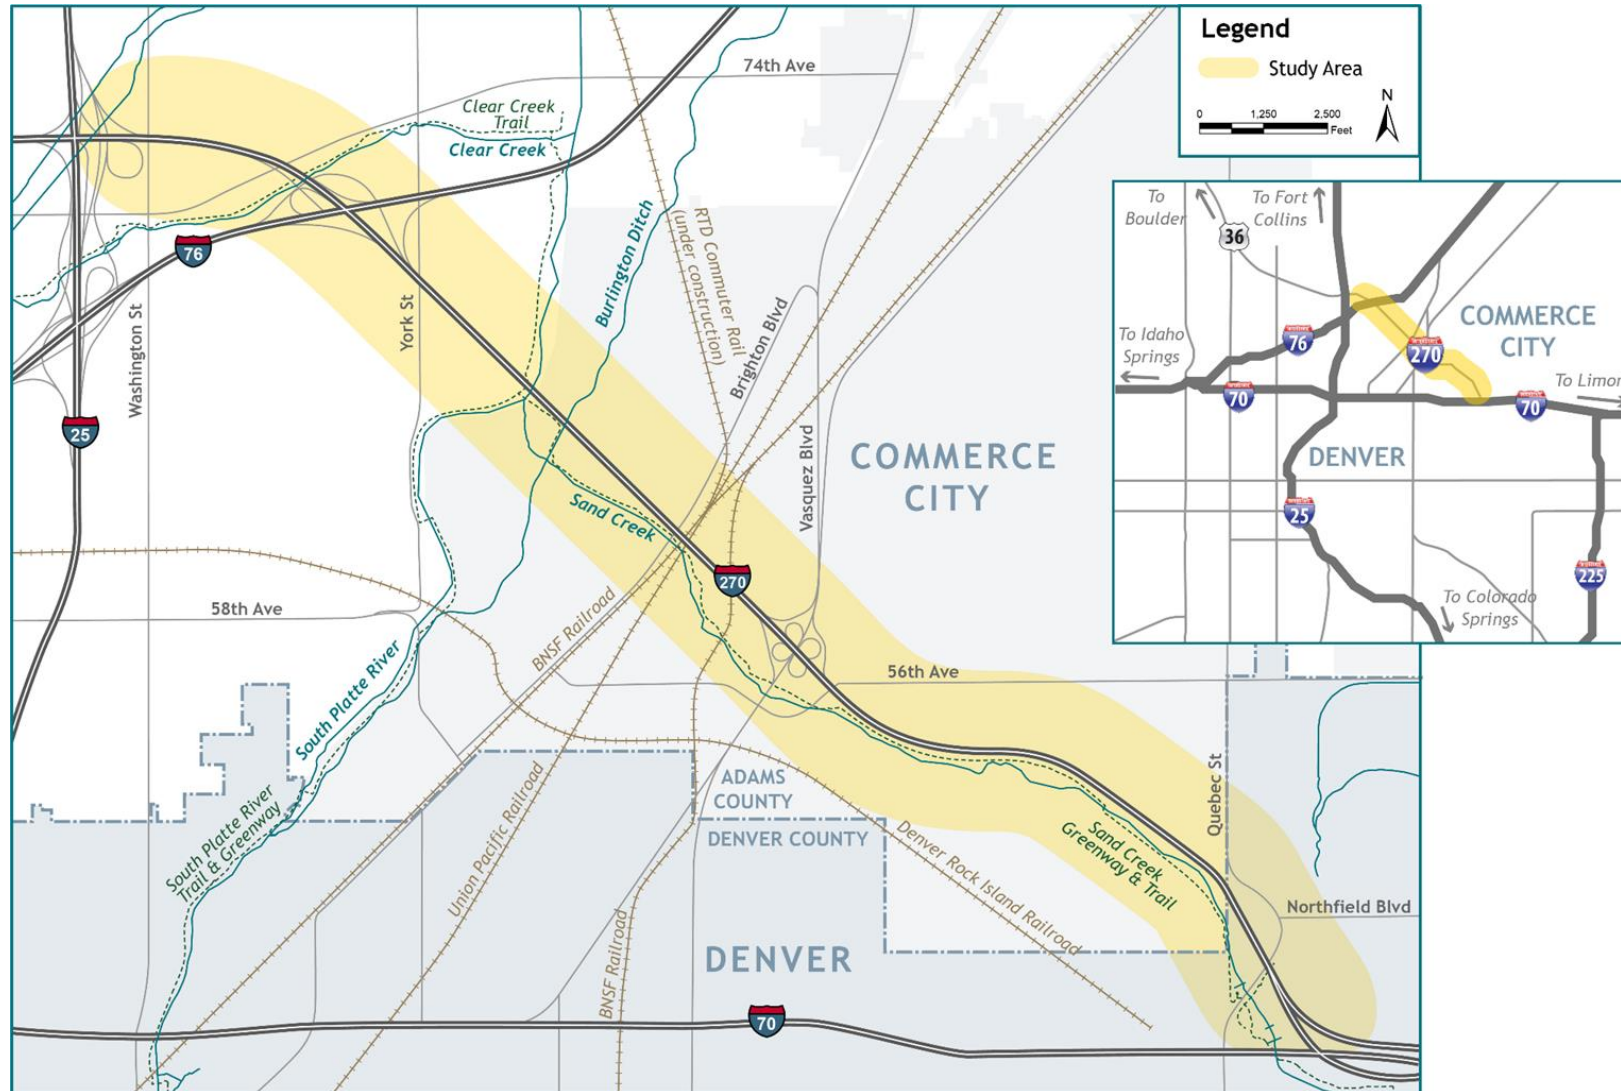 Legend
Study Area
N
0 1,250 2,500
Feet
74th Ave
Clear Creek
Trail
Clear Creek
76
Washington St
York St
25
Burlington Ditch
RTD Commuter Rail
(under construction)
Brighton Blvd
Vasquez Blvd
COMMERCE
CITY
Sand Creek
270
58th Ave
BNSF Railroad
56th Ave
South Platte River
ADAMS
COUNTY
DENVER COUNTY
Quebec St
South Platte River
Trail & Greenway
Union Pacific Railroad
Denver Rock Island Railroad
Sand Creek
Greenway & Trail
Northfield Blvd
BNSF Railroad
DENVER
70
To
Boulder
To Fort
Collins
36
COMMERCE
CITY
To Idaho
Springs
76
270
70
70
To Limon
DENVER
25
225
To Colorado
Springs